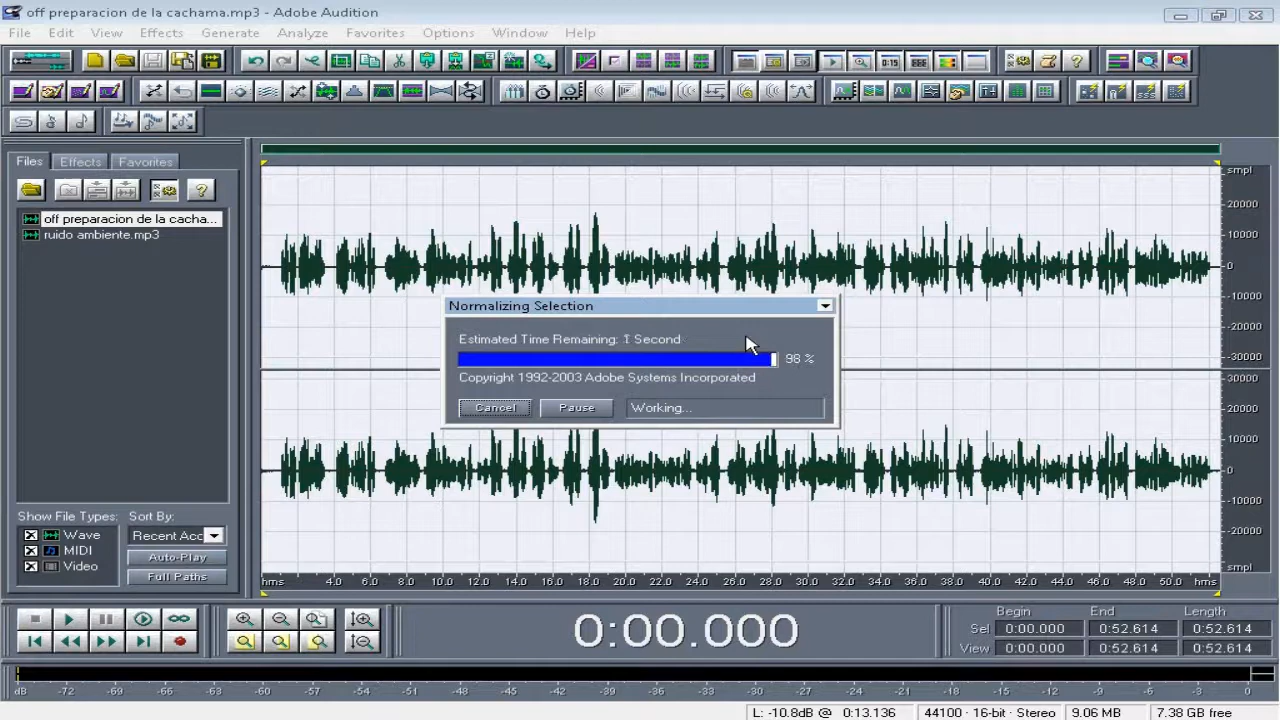 off preparacion de la cachama.mp3 - Adobe Audition
File Edit View Effects Generate Analyze Favorites Options Window Help
Files Effects Favorites
off preparacion de la cacha...
ruido ambiente.mp3
Show File Types: Sort By:
Wave Recent Acc
MIDI Auto-Play
Video Full Paths
smpl
20000
10000
0
-10000
-20000
-30000
30000
20000
10000
0
-10000
-20000
smpl
Normalizing Selection
Estimated Time Remaining: 1 Second
98 %
Copyright 1992-2003 Adobe Systems Incorporated
Cancel Pause Working...
hms 4.0 6.0 8.0 10.0 12.0 14.0 16.0 18.0 20.0 22.0 24.0 26.0 28.0 30.0 32.0 34.0 36.0 38.0 40.0 42.0 44.0 46.0 48.0 50.0 hms
0:00.000
Begin End Length
Sel 0:00.000 0:52.614 0:52.614
View 0:00.000 0:52.614 0:52.614
dB -72 -69 -66 -63 -60 -57 -54 -51 -48 -45 -42 -39 -36 -33 -30 -27 -24 -21 -18 -15 -12 -9 -6 -3 0
L: -10.8dB @ 0:13.136 44100 · 16-bit · Stereo 9.06 MB 7.38 GB free